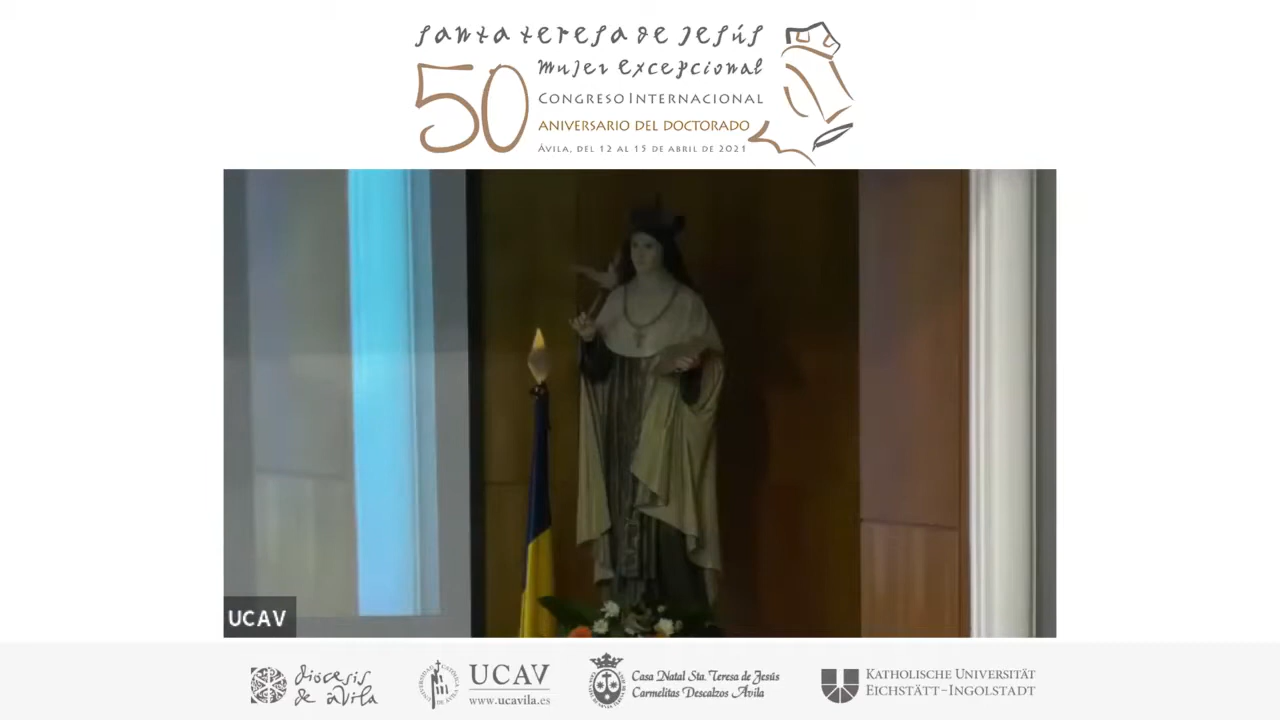 Santa Teresa de Jesús
Mujer Excepcional
50
Congreso Internacional
ANIVERSARIO DEL DOCTORADO
Ávila, del 12 al 15 de abril de 2021
UCAV
diócesis de ávila
UCAV
www.ucavila.es
Casa Natal Sta. Teresa de Jesús
Carmelitas Descalzos Ávila
Katholische Universität
Eichstätt-Ingolstadt